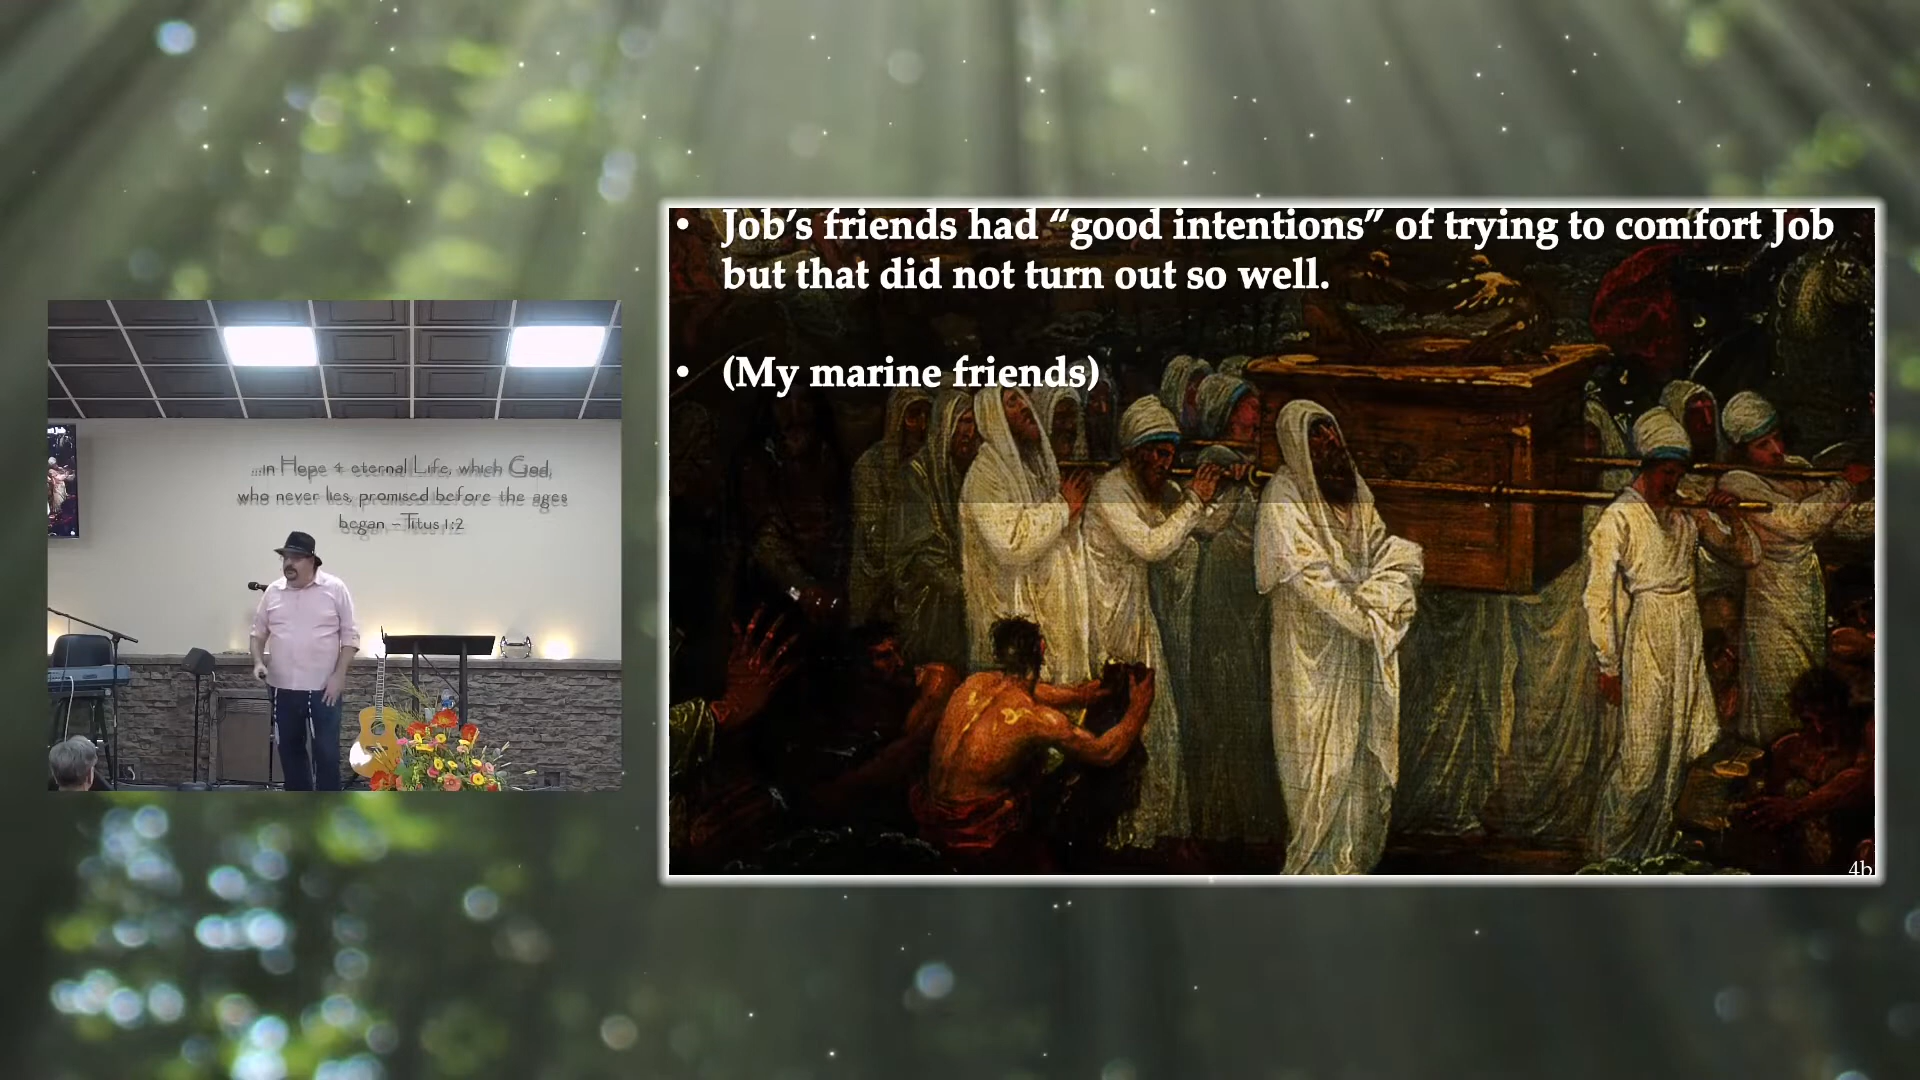 • Job’s friends had “good intentions” of trying to comfort Job
but that did not turn out so well.
• (My marine friends)
4b
...in Hope 4 eternal Life, which God,
who never lies, promised before the ages
began – Titus 1:2